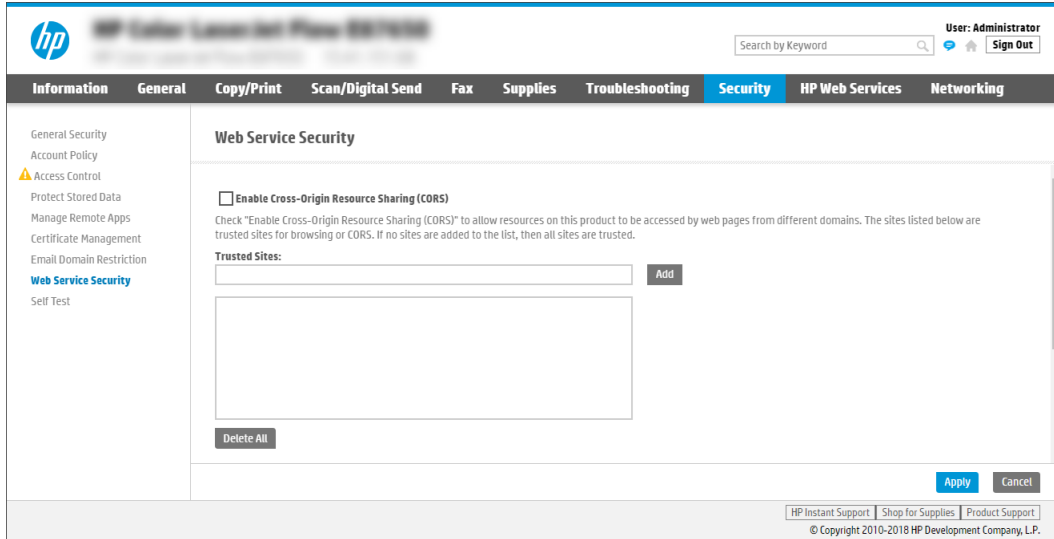 hp
User: Administrator
Search by Keyword
Sign Out
Information General Copy/Print Scan/Digital Send Fax Supplies Troubleshooting Security HP Web Services Networking
General Security
Account Policy
Access Control
Protect Stored Data
Manage Remote Apps
Certificate Management
Email Domain Restriction
Web Service Security
Self Test
Web Service Security
Enable Cross-Origin Resource Sharing (CORS)
Check "Enable Cross-Origin Resource Sharing (CORS)" to allow resources on this product to be accessed by web pages from different domains. The sites listed below are
trusted sites for browsing or CORS. If no sites are added to the list, then all sites are trusted.
Trusted Sites:
Add
Delete All
Apply Cancel
HP Instant Support Shop for Supplies Product Support
© Copyright 2010-2018 HP Development Company, L.P.